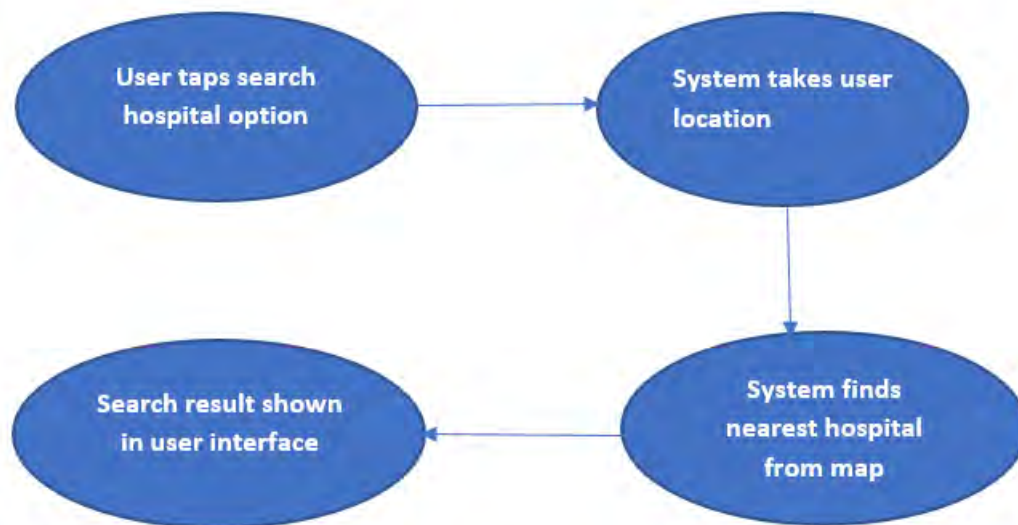 User taps search
hospital option
System takes user
location
System finds
nearest hospital
from map
Search result shown
in user interface